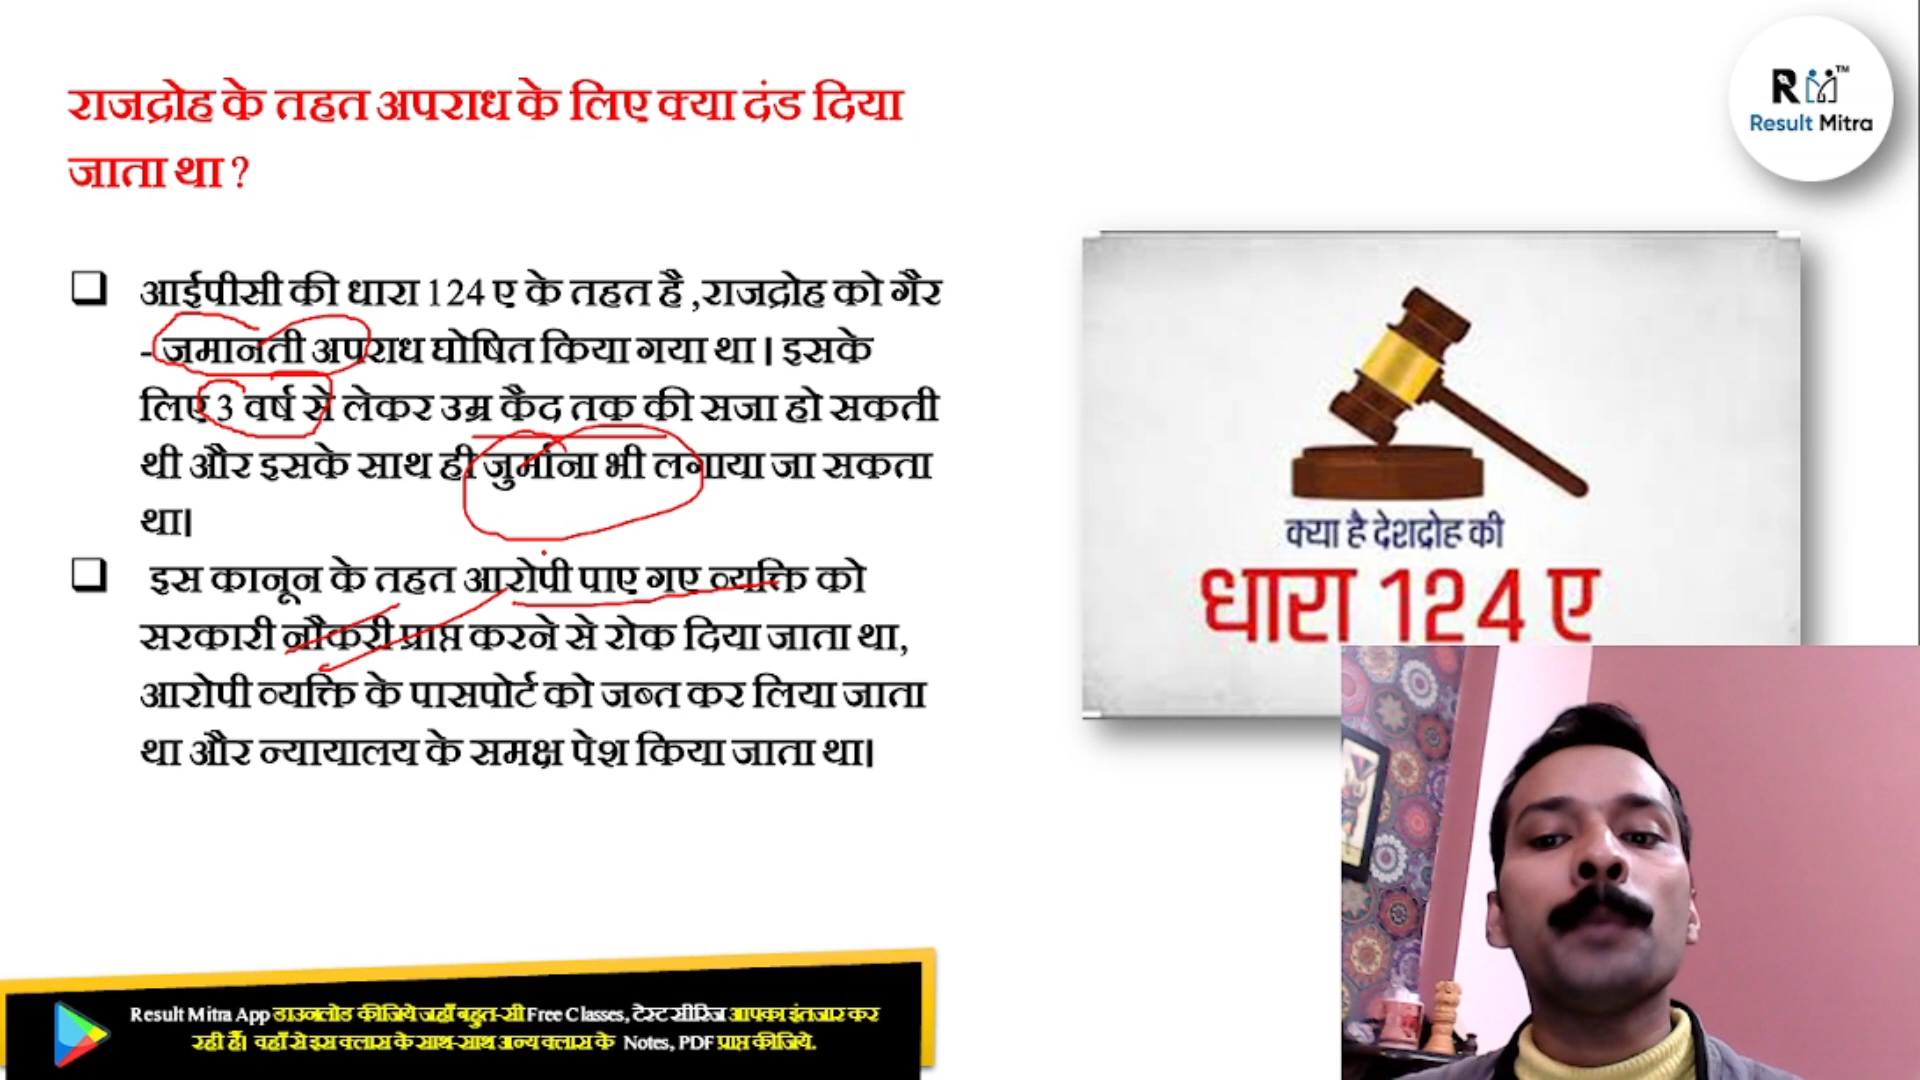 राजद्रोह के तहत अपराध के लिए क्या दंड दिया
जाता था ?
आईपीसी की धारा 124 ए के तहत है ,राजद्रोह को गैर
- जमानती अपराध घोषित किया गया था | इसके
लिए 3 वर्ष से लेकर उम्र कैद तक की सजा हो सकती
थी और इसके साथ ही जुर्माना भी लगाया जा सकता
था।
इस कानून के तहत आरोपी पाए गए व्यक्ति को
सरकारी नौकरी प्राप्त करने से रोक दिया जाता था,
आरोपी व्यक्ति के पासपोर्ट को जब्त कर लिया जाता
था और न्यायालय के समक्ष पेश किया जाता था।
RM™
Result Mitra
क्या है देशद्रोह की
धारा 124 ए
Result Mitra App डाउनलोड कीजिये जहाँ बहुत-सी Free Classes, टेस्ट सीरिज आपका इंतजार कर
रही हैं। वहाँ से इस क्लास के साथ-साथ अन्य क्लास के Notes, PDF प्राप्त कीजिये.